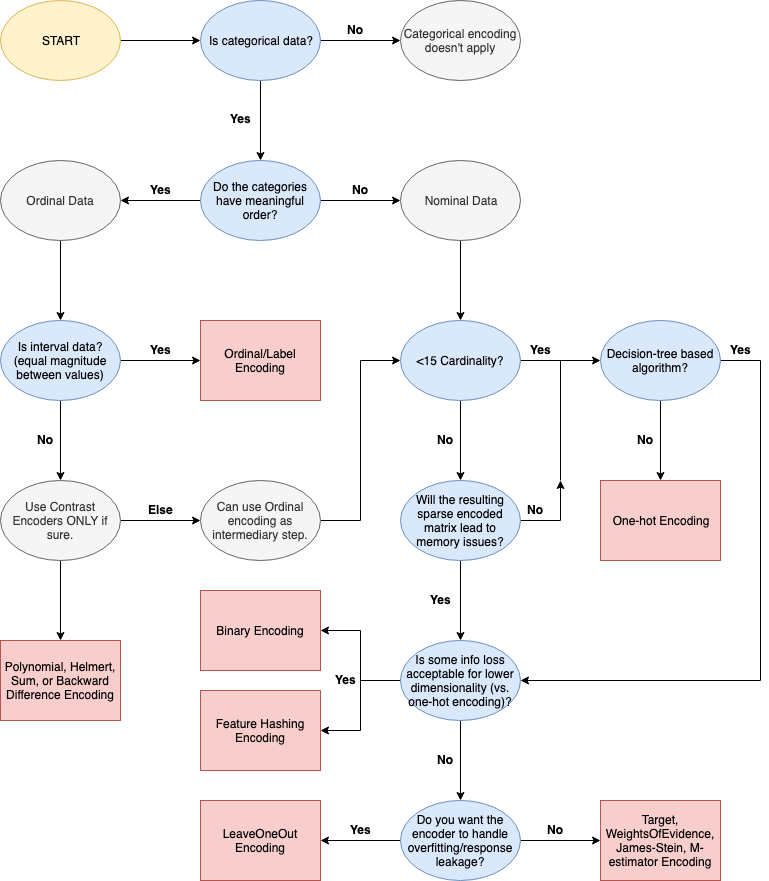 START
Is categorical data?
No
Categorical encoding
doesn't apply
Yes
Ordinal Data
Yes
Do the categories
have meaningful
order?
No
Nominal Data
Is interval data?
(equal magnitude
between values)
Yes
Ordinal/Label
Encoding
<15 Cardinality?
Yes
Decision-tree based
algorithm?
Yes
No
No
No
Use Contrast
Encoders ONLY if
sure.
Else
Can use Ordinal
encoding as
intermediary step.
Will the resulting
sparse encoded
matrix lead to
memory issues?
No
One-hot Encoding
Yes
Binary Encoding
Polynomial, Helmert,
Sum, or Backward
Difference Encoding
Yes
Is some info loss
acceptable for lower
dimensionality (vs.
one-hot encoding)?
Feature Hashing
Encoding
No
LeaveOneOut
Encoding
Yes
Do you want the
encoder to handle
overfitting/response
leakage?
No
Target,
WeightsOfEvidence,
James-Stein, M-
estimator Encoding